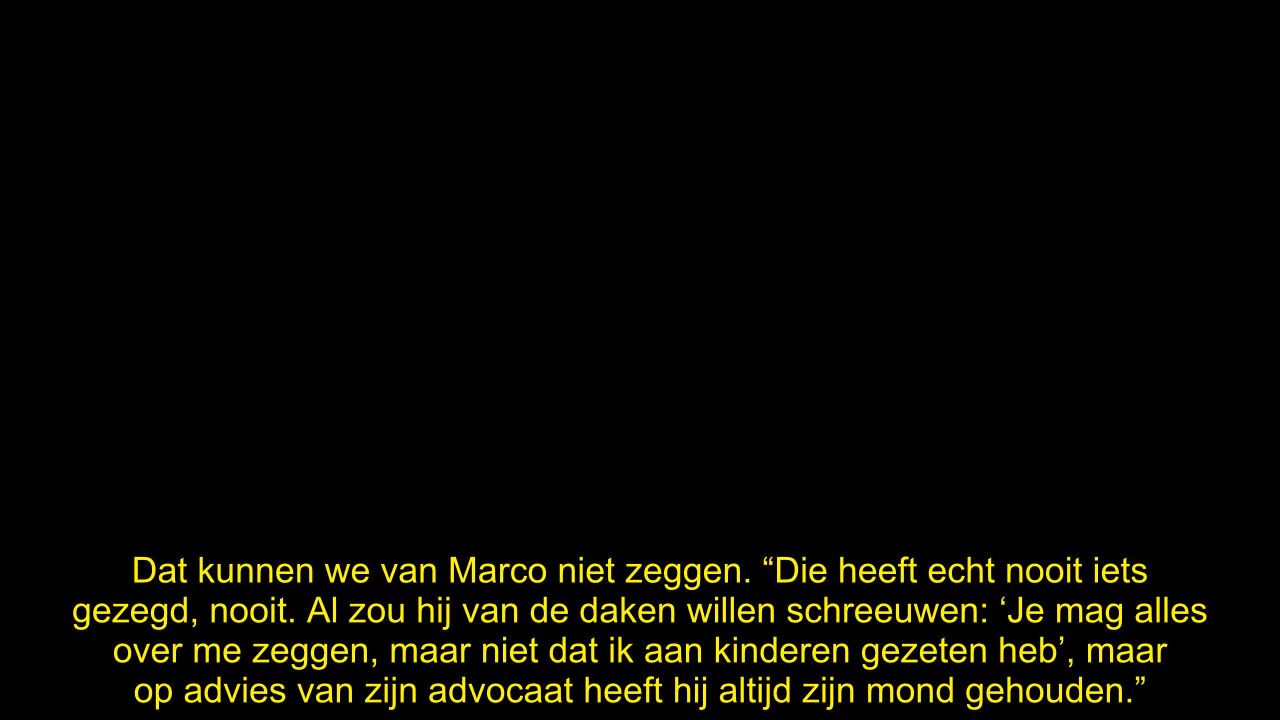 Dat kunnen we van Marco niet zeggen. “Die heeft echt nooit iets
gezegd, nooit. Al zou hij van de daken willen schreeuwen: ‘Je mag alles
over me zeggen, maar niet dat ik aan kinderen gezeten heb’, maar
op advies van zijn advocaat heeft hij altijd zijn mond gehouden.”